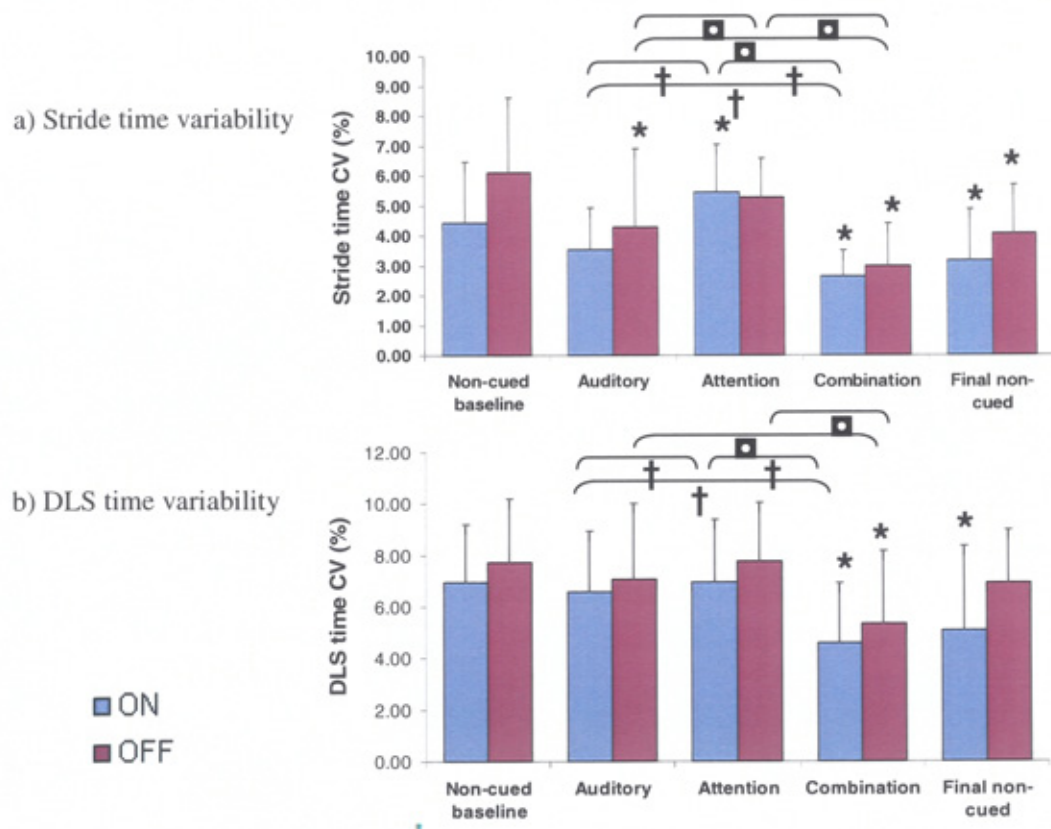 a) Stride time variability
Stride time CV (%)
10.00
9.00
8.00
7.00
6.00
5.00
4.00
3.00
2.00
1.00
0.00
† † †
* * * * * *
Non-cued baseline
Auditory
Attention
Combination
Final non-cued
b) DLS time variability
DLS time CV (%)
12.00
10.00
8.00
6.00
4.00
2.00
0.00
† † †
* * *
Non-cued baseline
Auditory
Attention
Combination
Final non-cued
ON
OFF